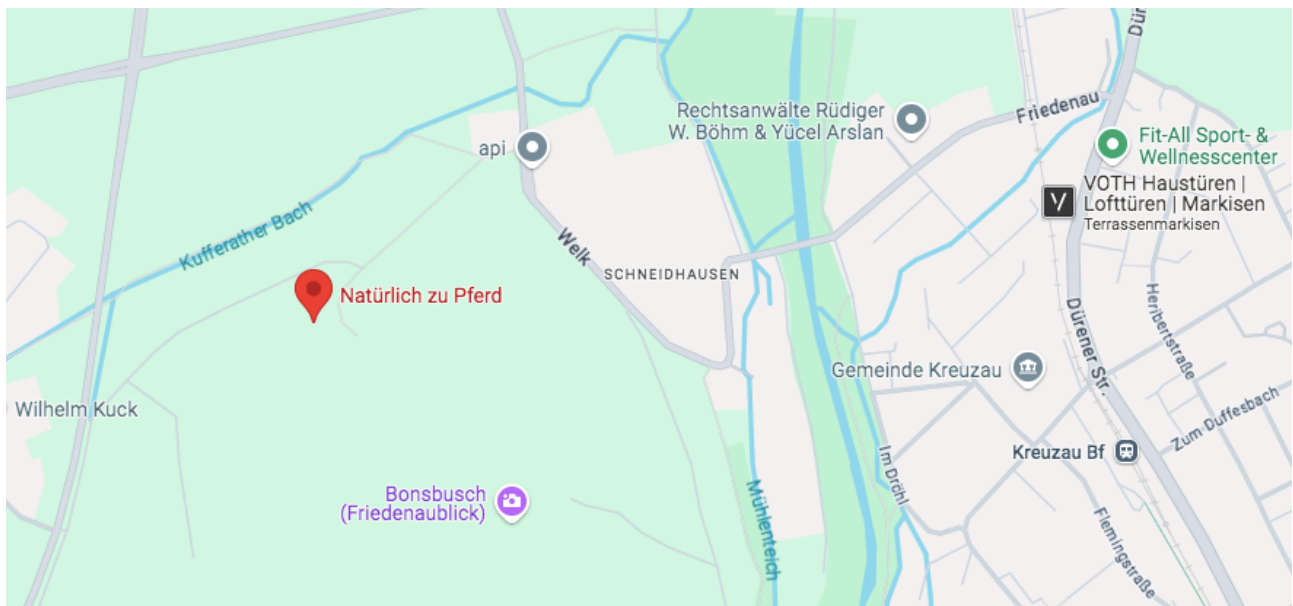 Dür
Friedenau
Rechtsanwälte Rüdiger
W. Böhm & Yücel Arslan
Fit-All Sport- &
Wellnesscenter
api
VOTH Haustüren |
Lofttüren | Markisen
Terrassenmarkisen
Kufferather Bach
Welk
SCHNEIDHAUSEN
Natürlich zu Pferd
Heribertstraße
Dürener Str.
Gemeinde Kreuzau
Wilhelm Kuck
Zum Duffesbach
Kreuzau Bf
Im Dröhl
Bonsbusch
(Friedenaublick)
Mühlenteich
Flemingstraße